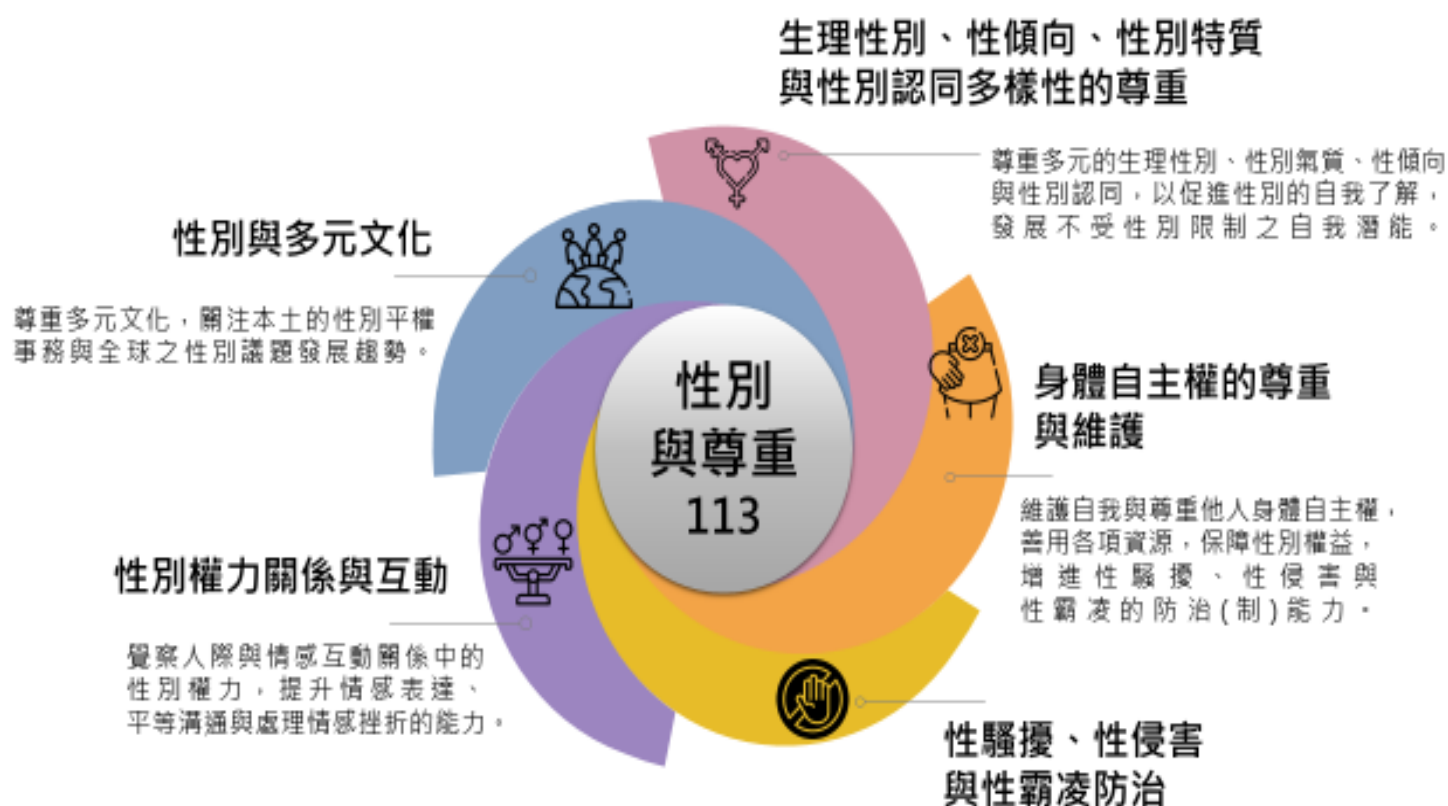 生理性別、性傾向、性別特質
與性別認同多樣性的尊重
尊重多元的生理性別、性別氣質、性傾向
與性別認同，以促進性別的自我了解，
發展不受性別限制之自我潛能。
性別與多元文化
尊重多元文化，關注本土的性別平權
事務與全球之性別議題發展趨勢。
性別
與尊重
113
身體自主權的尊重
與維護
維護自我與尊重他人身體自主權，
善用各項資源，保障性別權益，
增進性騷擾、性侵害與
性霸凌的防治(制)能力。
性別權力關係與互動
覺察人際與情感互動關係中的
性別權力，提升情感表達、
平等溝通與處理情感挫折的能力。
性騷擾、性侵害
與性霸凌防治